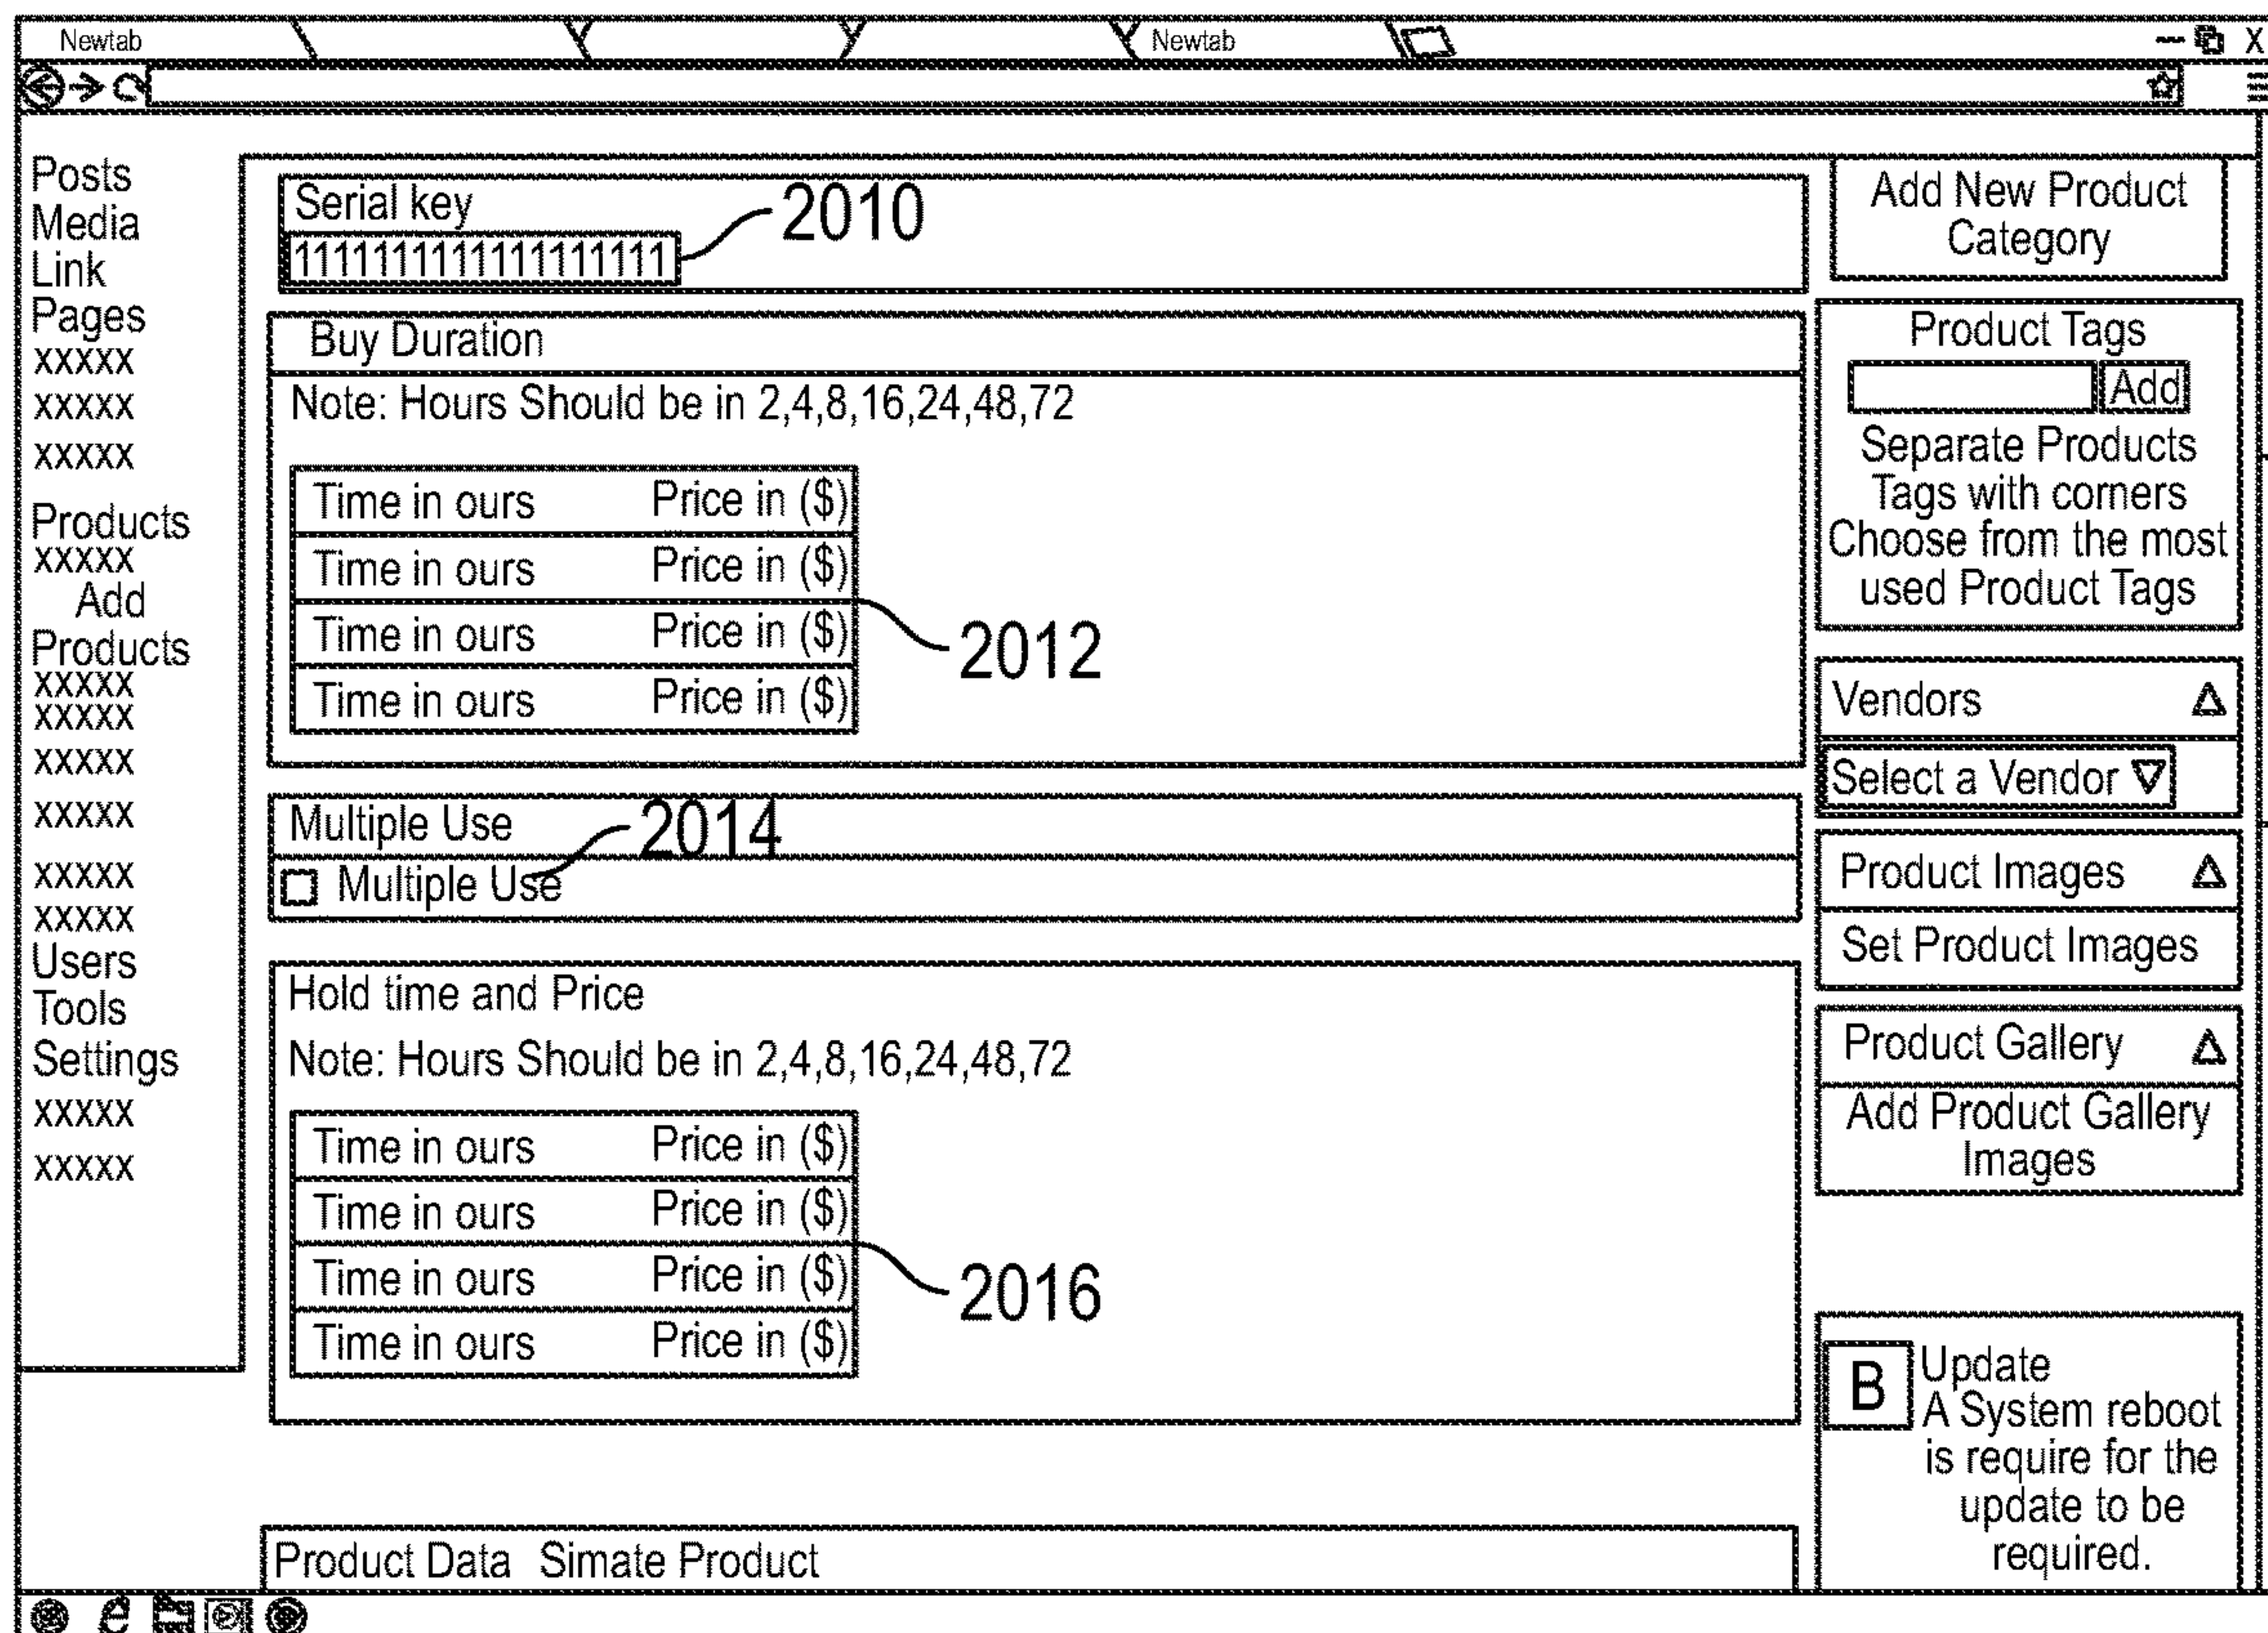 Newtab
Newtab
X
Posts
Media
Link
Pages
XXXXX
XXXXX
XXXXX
Products
XXXXX
Add
Products
XXXXX
XXXXX
XXXXX
XXXXX
XXXXX
XXXXX
Users
Tools
Settings
XXXXX
XXXXX
Serial key
2010
Buy Duration
Note: Hours Should be in 2,4,8,16,24,48,72
Time in ours Price in ($)
Time in ours Price in ($)
Time in ours Price in ($)
Time in ours Price in ($)
2012
Multiple Use
2014
Multiple Use
Hold time and Price
Note: Hours Should be in 2,4,8,16,24,48,72
Time in ours Price in ($)
Time in ours Price in ($)
Time in ours Price in ($)
Time in ours Price in ($)
2016
Product Data Simate Product
Add New Product
Category
Product Tags
Add
Separate Products
Tags with corners
Choose from the most
used Product Tags
Vendors
Select a Vendor
Product Images
Set Product Images
Product Gallery
Add Product Gallery
Images
B
Update
A System reboot
is require for the
update to be
required.
e